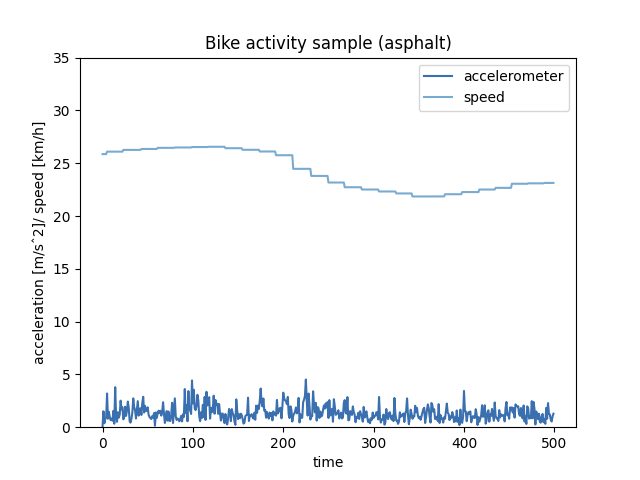 Bike activity sample (asphalt)
accelerometer
speed
acceleration [m/sˆ2]/ speed [km/h]
35
30
25
20
15
10
5
0
0 100 200 300 400 500
time